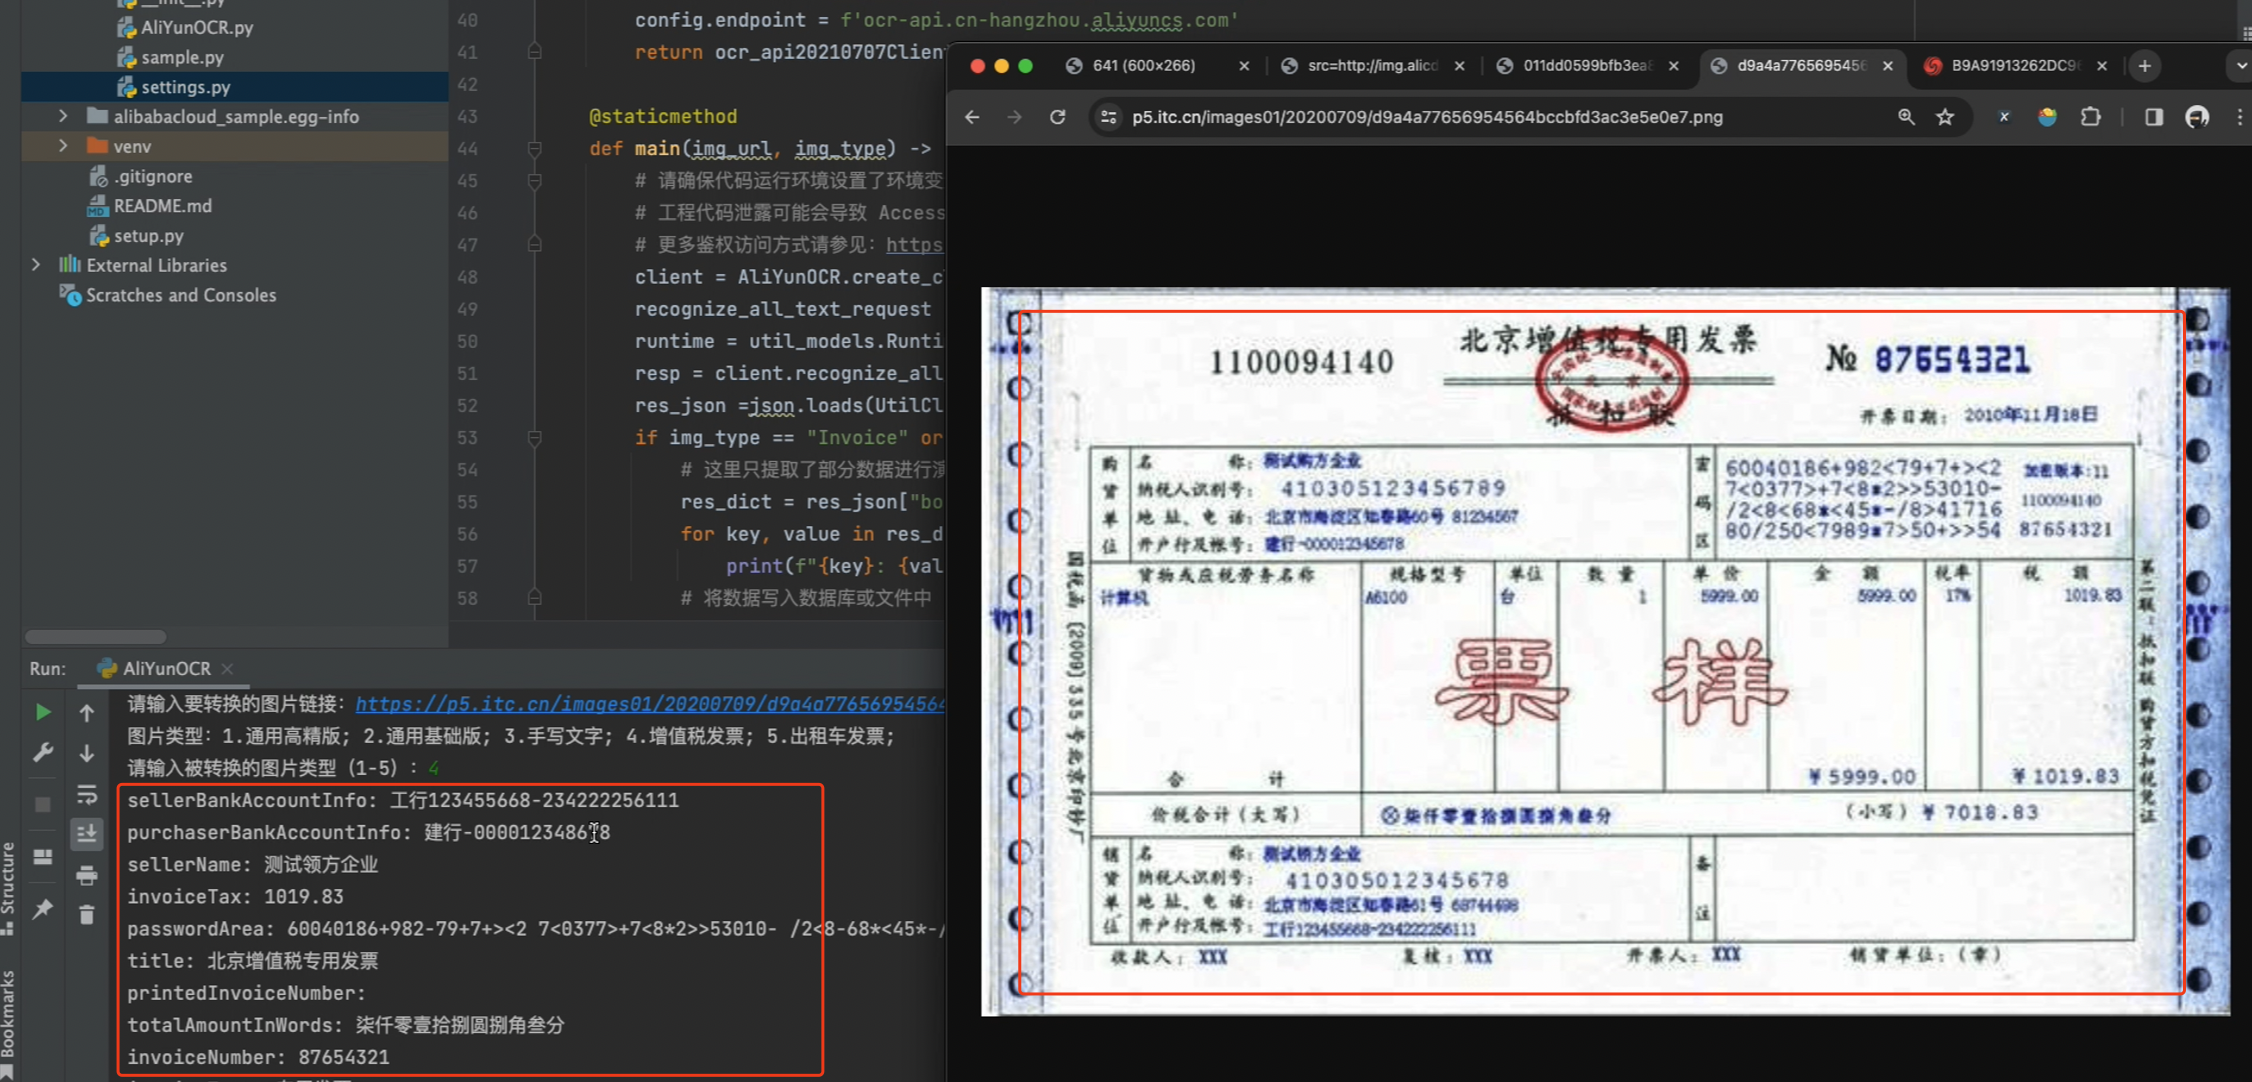 __init__.py
AliYunOCR.py
sample.py
settings.py
alibabacloud_sample.egg-info
venv
.gitignore
README.md
setup.py
External Libraries
Scratches and Consoles
40 config.endpoint = f'ocr-api.cn-hangzhou.aliyuncs.com'
41 return ocr_api20210707Clien
42
43 @staticmethod
44 def main(img_url, img_type) ->
45 # 请确保代码运行环境设置了环境变
46 # 工程代码泄露可能会导致 Access
47 # 更多鉴权访问方式请参见：https
48 client = AliYunOCR.create_c
49 recognize_all_text_request
50 runtime = util_models.Runti
51 resp = client.recognize_all
52 res_json =json.loads(UtilCl
53 if img_type == "Invoice" or
54 # 这里只提取了部分数据进行演
55 res_dict = res_json["bo
56 for key, value in res_d
57 print(f"{key}: {val
58 # 将数据写入数据库或文件中
Run: AliYunOCR
请输入要转换的图片链接：https://p5.itc.cn/images01/20200709/d9a4a7765695456
图片类型：1.通用高精版; 2.通用基础版; 3.手写文字; 4.增值税发票; 5.出租车发票;
请输入被转换的图片类型（1-5）：4
sellerBankAccountInfo: 工行123455668-234222256111
purchaserBankAccountInfo: 建行-000012348678
sellerName: 测试领方企业
invoiceTax: 1019.83
passwordArea: 60040186+982-79+7+><2 7<0377>+7<8*2>>53010- /2<8-68*<45*-/
title: 北京增值税专用发票
printedInvoiceNumber:
totalAmountInWords: 柒仟零壹拾捌圆捌角叁分
invoiceNumber: 87654321
Structure
Bookmarks
641 (600×266)
src=http://img.alicd
011dd0599bfb3ea8
d9a4a7765695456
B9A91913262DC9
p5.itc.cn/images01/20200709/d9a4a77656954564bccbfd3ac3e5e0e7.png
1100094140
北京增值税专用发票
№ 87654321
抵扣联
开票日期： 2010年11月18日
购货单位
名 称：测试购方企业
纳税人识别号： 410305123456789
地 址、电 话：北京市海淀区知春路60号 81234567
开户行及帐号：建行-000012345678
密码区
60040186+982<79+7+><2 加密版本:11
7<0377>+7<8*2>>53010- 1100094140
/2<8<68*<45*-/8>41716
80/250<7989*7>50+>>54 87654321
货物或应税劳务名称 规格型号 单位 数 量 单 价 金 额 税率 税 额
计算机 A6100 台 1 5999.00 5999.00 17% 1019.83
票 样
合 计 ¥5999.00 ¥1019.83
价税合计（大写） ⊗柒仟零壹拾捌圆捌角叁分 （小写）¥7018.83
销货单位
名 称：测试销方企业
纳税人识别号： 410305012345678
地 址、电 话：北京市海淀区知春路61号 68744498
开户行及帐号：工行123455668-234222256111
备注
收款人：XXX 复核：XXX 开票人：XXX 销货单位：（章）
国税函〔2009〕335号北京印钞厂
第二联：抵扣联 购货方扣税凭证